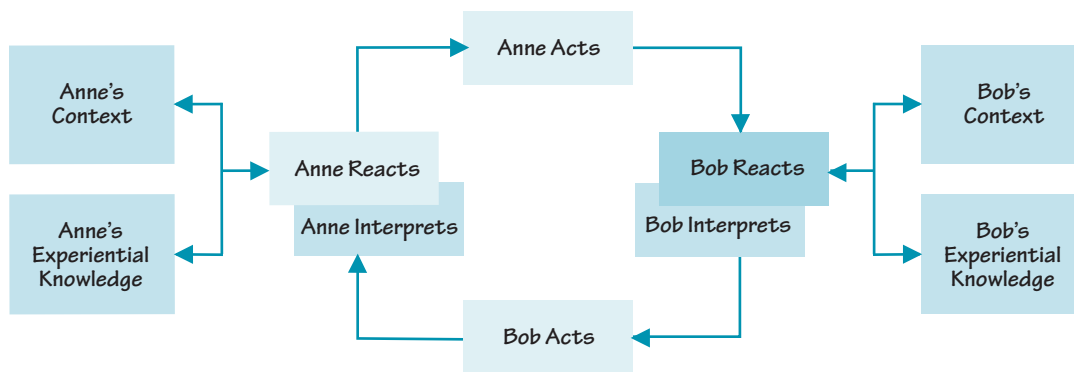 Anne Acts
Anne's
Context
Bob's
Context
Anne Reacts
Bob Reacts
Anne Interprets
Bob Interprets
Anne's
Experiential
Knowledge
Bob's
Experiential
Knowledge
Bob Acts